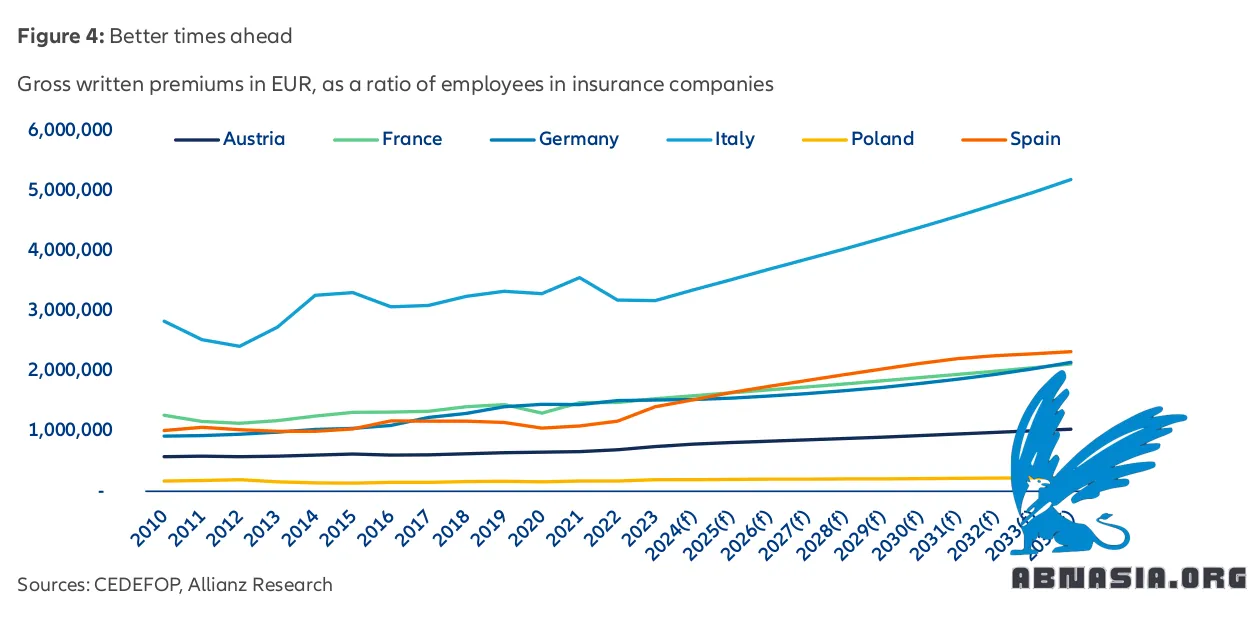 Figure 4: Better times ahead
Gross written premiums in EUR, as a ratio of employees in insurance companies
6,000,000
Austria France Germany Italy Poland Spain
5,000,000
4,000,000
3,000,000
2,000,000
1,000,000
-
2010 2011 2012 2013 2014 2015 2016 2017 2018 2019 2020 2021 2022 2023 2024(f) 2025(f) 2026(f) 2027(f) 2028(f) 2029(f) 2030(f) 2031(f) 2032(f)
Sources: CEDEFOP, Allianz Research
ABNASIA.ORG